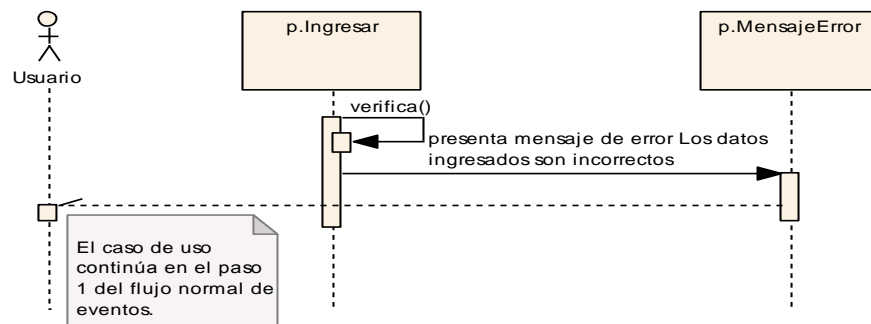 p.Ingresar
p.MensajeError
Usuario
verifica()
presenta mensaje de error Los datos
ingresados son incorrectos
El caso de uso
continúa en el paso
1 del flujo normal de
eventos.